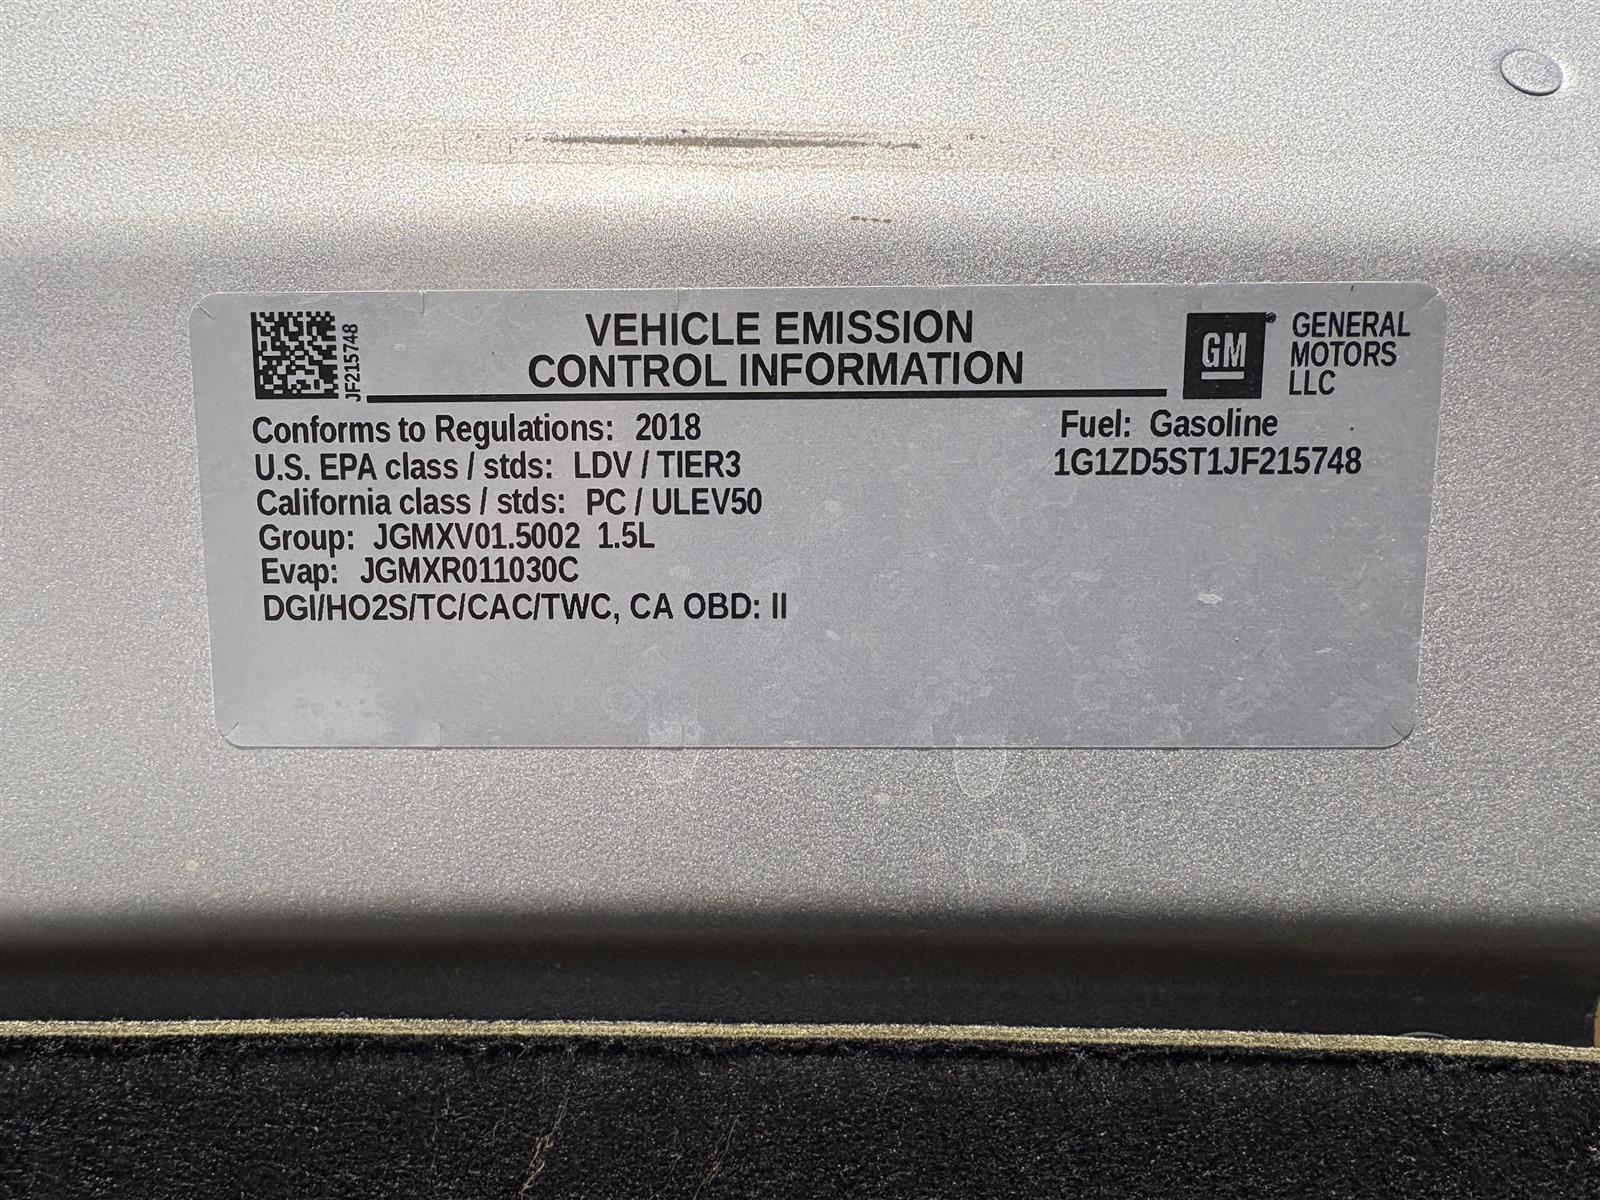 JF215748
VEHICLE EMISSION
CONTROL INFORMATION
GM®
GENERAL
MOTORS
LLC
Conforms to Regulations: 2018
U.S. EPA class / stds: LDV / TIER3
California class / stds: PC / ULEV50
Group: JGMXV01.5002 1.5L
Evap: JGMXR011030C
DGI/HO2S/TC/CAC/TWC, CA OBD: II
Fuel: Gasoline
1G1ZD5ST1JF215748